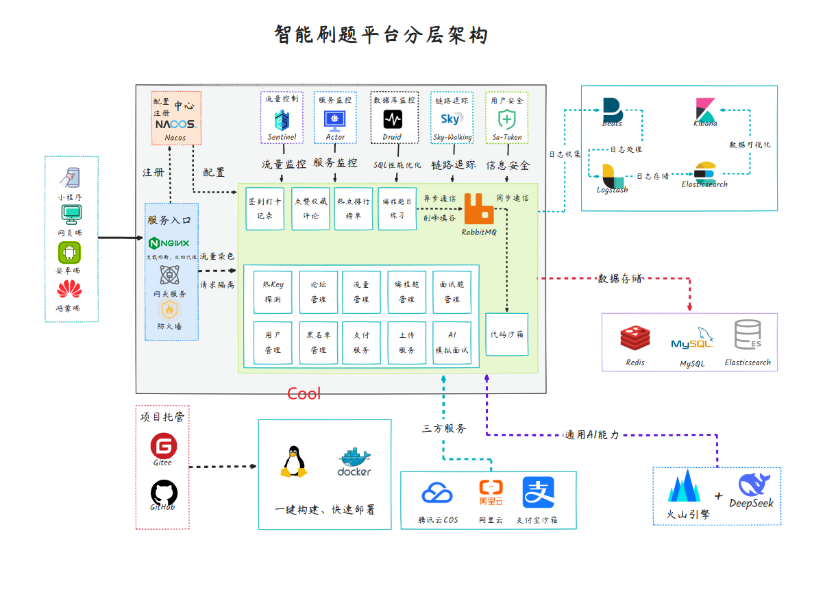 智能刷题平台分层架构
配置
注册
中心
NACOS.
Nacos
流量控制
Sentinel
服务监控
Actor
数据库监控
Druid
链路追踪
Sky
Sky-Walking
用户安全
Sa-Token
注册
配置
流量监控
服务监控
SQL性能优化
链路追踪
信息安全
Beats
Kibana
日志收集
日志处理
数据可视化
Logstash
日志存储
Elasticsearch
小程序
网页端
安卓端
鸿蒙端
服务入口
NGINX
网关服务
防火墙
流量染色
请求隔离
签到打卡
记录
点赞收藏
评论
热点排行
榜单
编程题目
练习
异步通信
削峰填谷
RabbitMQ
同步通信
热Key
探测
论坛
管理
流量
管理
编程题
管理
面试题
管理
用户
管理
黑名单
管理
支付
服务
上传
服务
AI
模拟面试
代码沙箱
数据存储
Redis
MySQL
MySQL
ES
Elasticsearch
Cool
项目托管
Gitee
GitHub
docker
一键构建、快速部署
三方服务
通用AI能力
腾讯云COS
阿里云
阿里云
支付宝沙箱
火山引擎
+
DeepSeek